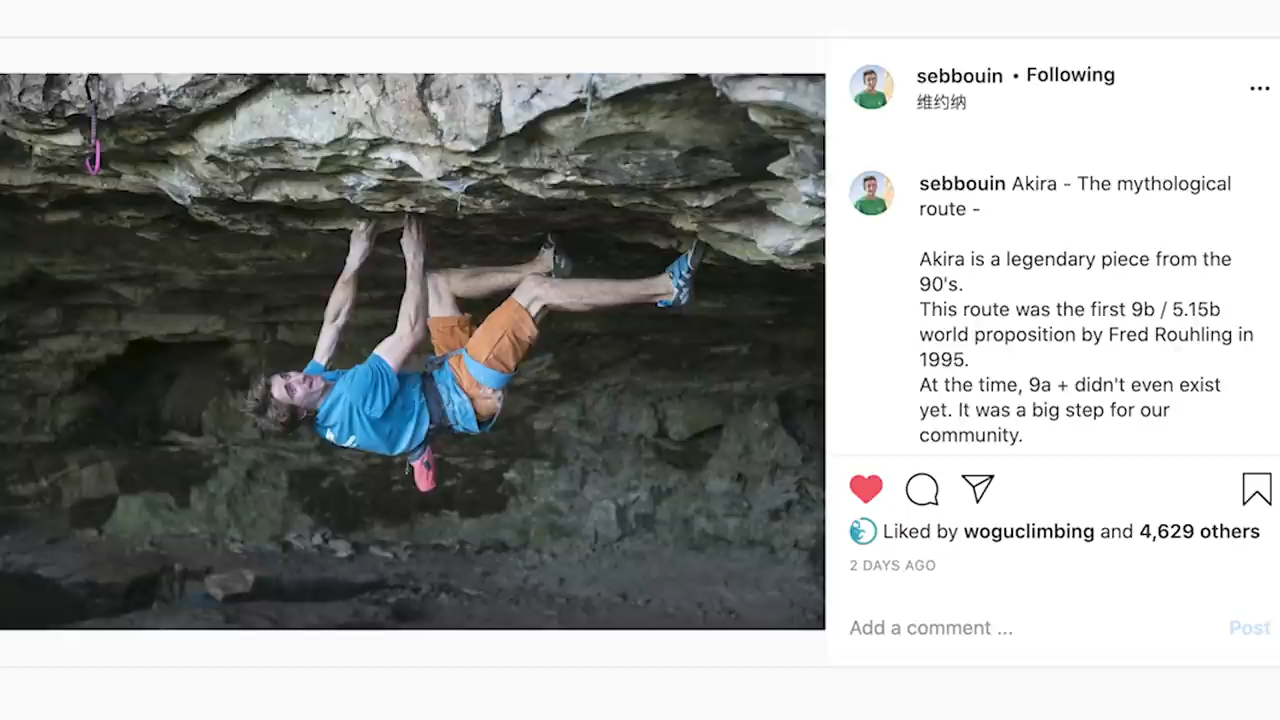 sebbouin • Following
...
维约纳
sebbouin Akira - The mythological
route -
Akira is a legendary piece from the
90's.
This route was the first 9b / 5.15b
world proposition by Fred Rouhling in
1995.
At the time, 9a + didn't even exist
yet. It was a big step for our
community.
Liked by woguclimbing and 4,629 others
2 DAYS AGO
Add a comment ...
Post